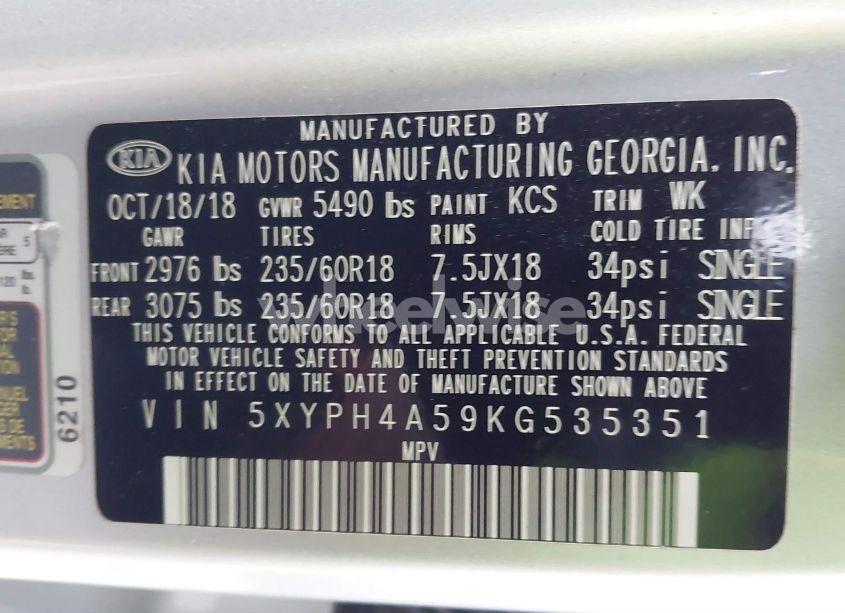 MANUFACTURED BY
KIA KIA MOTORS MANUFACTURING GEORGIA. INC.
OCT/18/18 GVWR 5490 lbs PAINT KCS TRIM WK
GAWR TIRES RIMS COLD TIRE INF
FRONT 2976 lbs 235/60R18 7.5JX18 34psi SINGLE
REAR 3075 lbs 235/60R18 7.5JX18 34psi SINGLE
THIS VEHICLE CONFORMS TO ALL APPLICABLE U.S.A. FEDERAL
MOTOR VEHICLE SAFETY AND THEFT PREVENTION STANDARDS
IN EFFECT ON THE DATE OF MANUFACTURE SHOWN ABOVE
VIN 5XYPH4A59KG535351
MPV
6210
5